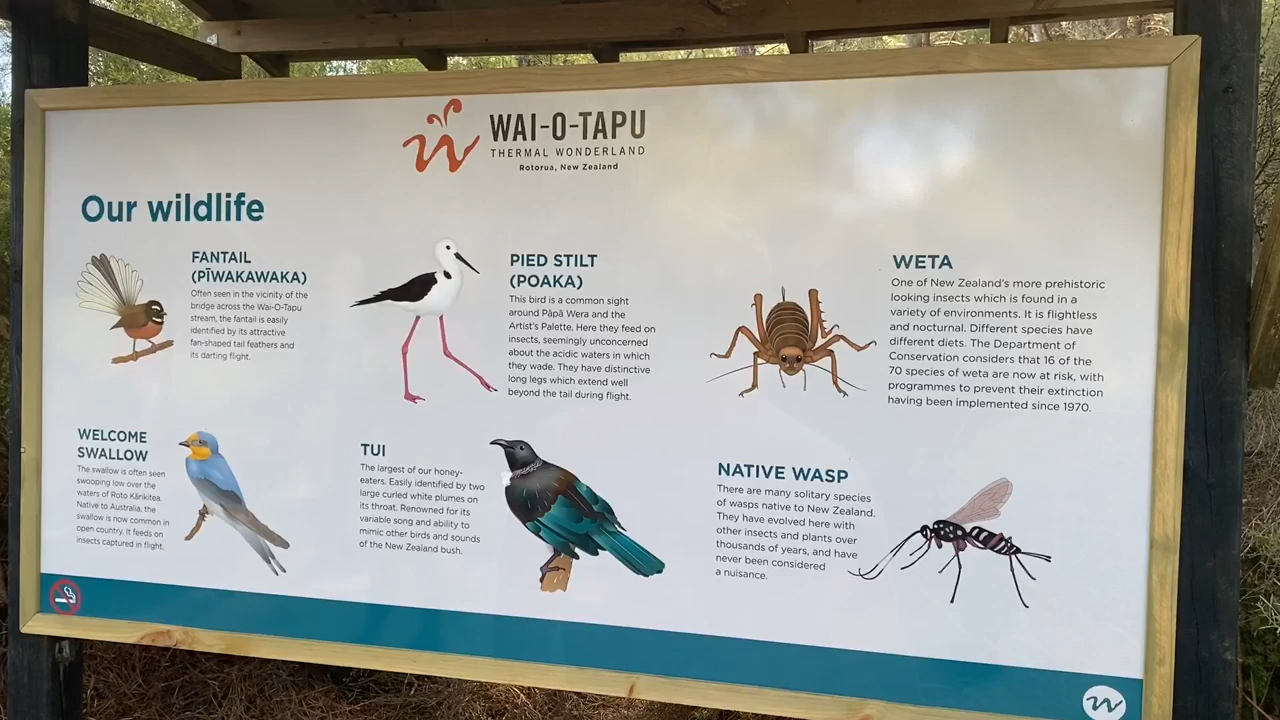 WAI-O-TAPU
THERMAL WONDERLAND
Rotorua, New Zealand
Our wildlife
FANTAIL
(PĪWAKAWAKA)
Often seen in the vicinity of the
bridge across the Wai-O-Tapu
stream, the fantail is easily
identified by its attractive
fan-shaped tail feathers and
its darting flight.
PIED STILT
(POAKA)
This bird is a common sight
around Pāpā Wera and the
Artist's Palette. Here they feed on
insects, seemingly unconcerned
about the acidic waters in which
they wade. They have distinctive
long legs which extend well
beyond the tail during flight.
WETA
One of New Zealand's more prehistoric
looking insects which is found in a
variety of environments. It is flightless
and nocturnal. Different species have
different diets. The Department of
Conservation considers that 16 of the
70 species of weta are now at risk, with
programmes to prevent their extinction
having been implemented since 1970.
WELCOME
SWALLOW
The swallow is often seen
swooping low over the
waters of Roto Kārikitea.
Native to Australia, the
swallow is now common in
open country. It feeds on
insects captured in flight.
TUI
The largest of our honey-
eaters. Easily identified by two
large curled white plumes on
its throat. Renowned for its
variable song and ability to
mimic other birds and sounds
of the New Zealand bush.
NATIVE WASP
There are many solitary species
of wasps native to New Zealand.
They have evolved here with
other insects and plants over
thousands of years, and have
never been considered
a nuisance.